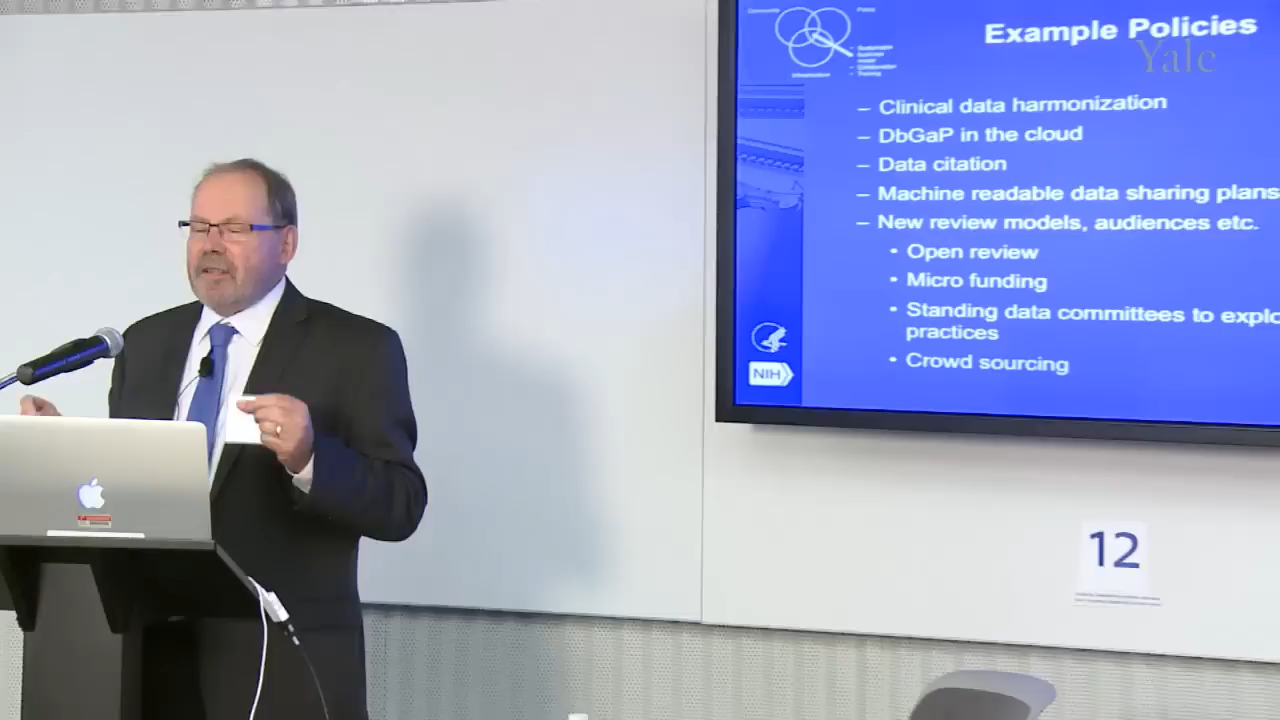 Example Policies
Yale
– Clinical data harmonization
– DbGaP in the cloud
– Data citation
– Machine readable data sharing plans
– New review models, audiences etc.
• Open review
• Micro funding
• Standing data committees to explo
practices
• Crowd sourcing
NIH
12